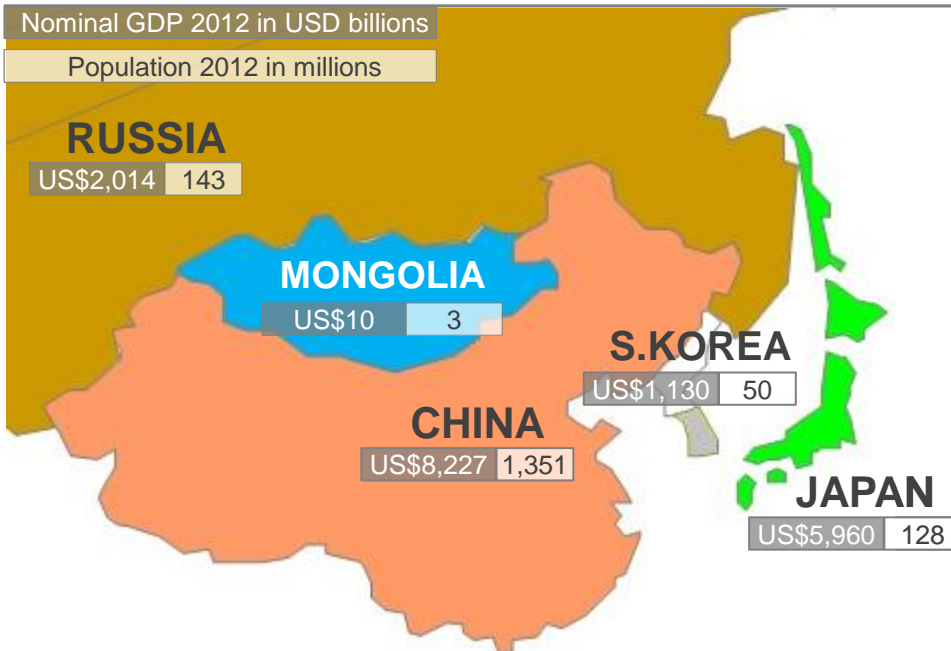 Nominal GDP 2012 in USD billions
Population 2012 in millions
RUSSIA
US$2,014 143
MONGOLIA
US$10 3
S.KOREA
US$1,130 50
CHINA
US$8,227 1,351
JAPAN
US$5,960 128